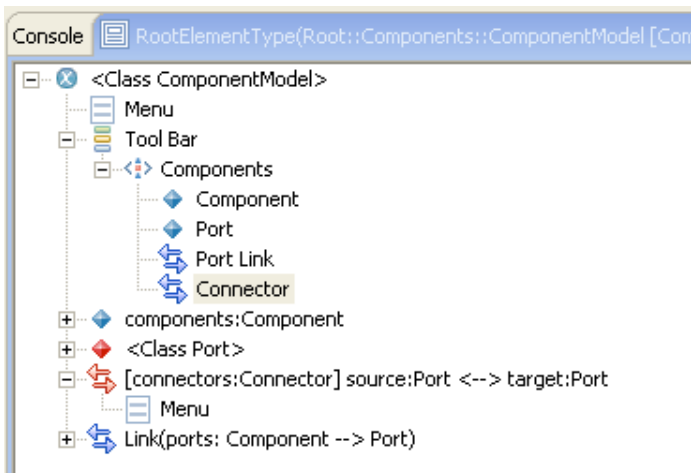 Console RootElementType(Root::Components::ComponentModel [Com
<Class ComponentModel>
Menu
Tool Bar
Components
Component
Port
Port Link
Connector
components:Component
<Class Port>
[connectors:Connector] source:Port <--> target:Port
Menu
Link(ports: Component --> Port)